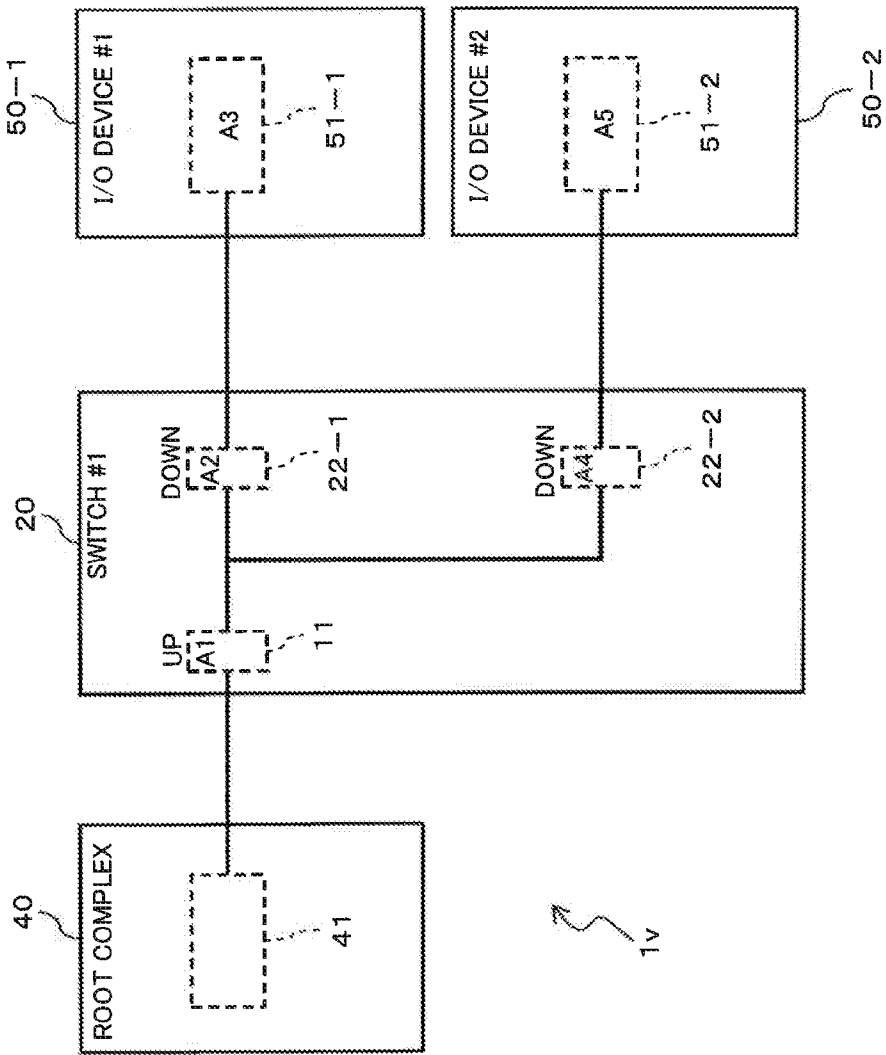 40
ROOT COMPLEX
41
20
SWITCH #1
UP
A1
11
DOWN
A2
22-1
DOWN
A4
22-2
50-1
I/O DEVICE #1
A3
51-1
I/O DEVICE #2
A5
51-2
50-2
1v